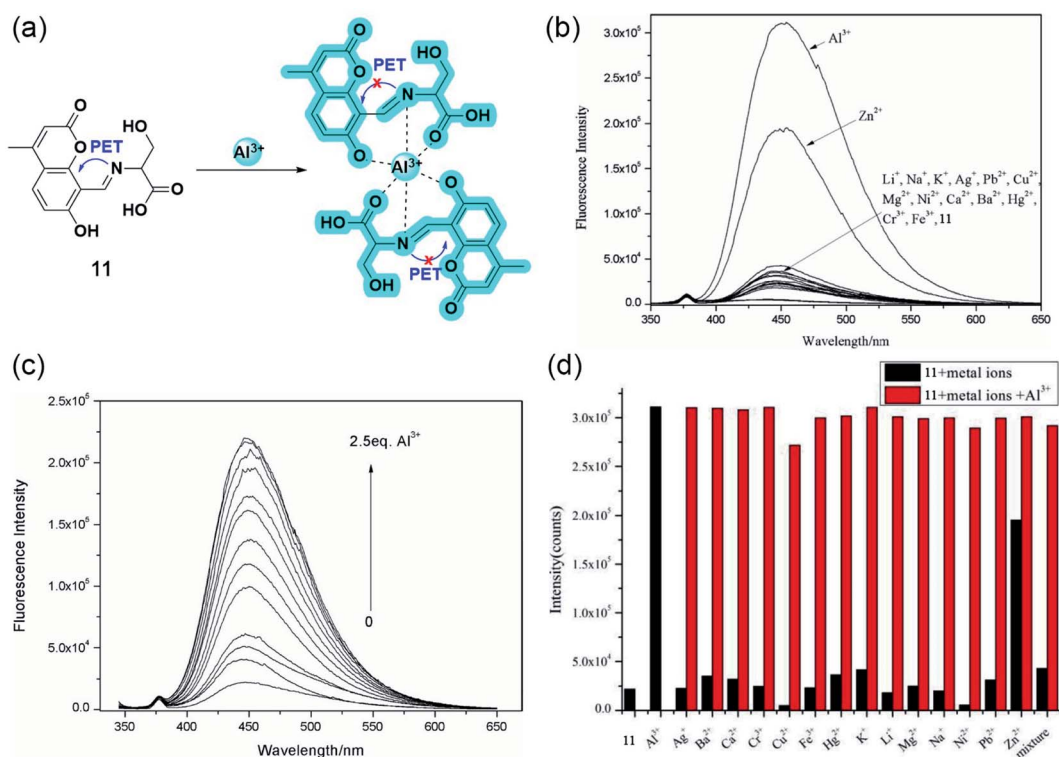 (a)
O
O
PET
N
HO
O
HO
OH
11
Al³⁺
O
O
PET
x
N
HO
OH
O
O
Al³⁺
O
O
HO
N
HO
x
PET
O
O
(b)
3.0x10⁵
2.5x10⁵
2.0x10⁵
1.5x10⁵
1.0x10⁵
5.0x10⁴
0.0
Fluorescence Intensity
Al³⁺
Zn²⁺
Li⁺, Na⁺, K⁺, Ag⁺, Pb²⁺, Cu²⁺,
Mg²⁺, Ni²⁺, Ca²⁺, Ba²⁺, Hg²⁺,
Cr³⁺, Fe³⁺, 11
350 400 450 500 550 600 650
Wavelength/nm
(c)
2.5x10⁵
2.0x10⁵
1.5x10⁵
1.0x10⁵
5.0x10⁴
0.0
Fluorescence Intensity
2.5eq. Al³⁺
0
350 400 450 500 550 600 650
Wavelength/nm
(d)
11+metal ions
11+metal ions +Al³⁺
3.0x10⁵
2.5x10⁵
2.0x10⁵
1.5x10⁵
1.0x10⁵
5.0x10⁴
0.0
Intensity(counts)
11 Al³⁺ Ag⁺ Ba²⁺ Ca²⁺ Cr³⁺ Cu²⁺ Fe³⁺ Hg²⁺ K⁺ Li⁺ Mg²⁺ Na⁺ Ni²⁺ Pb²⁺ Zn²⁺ mixture